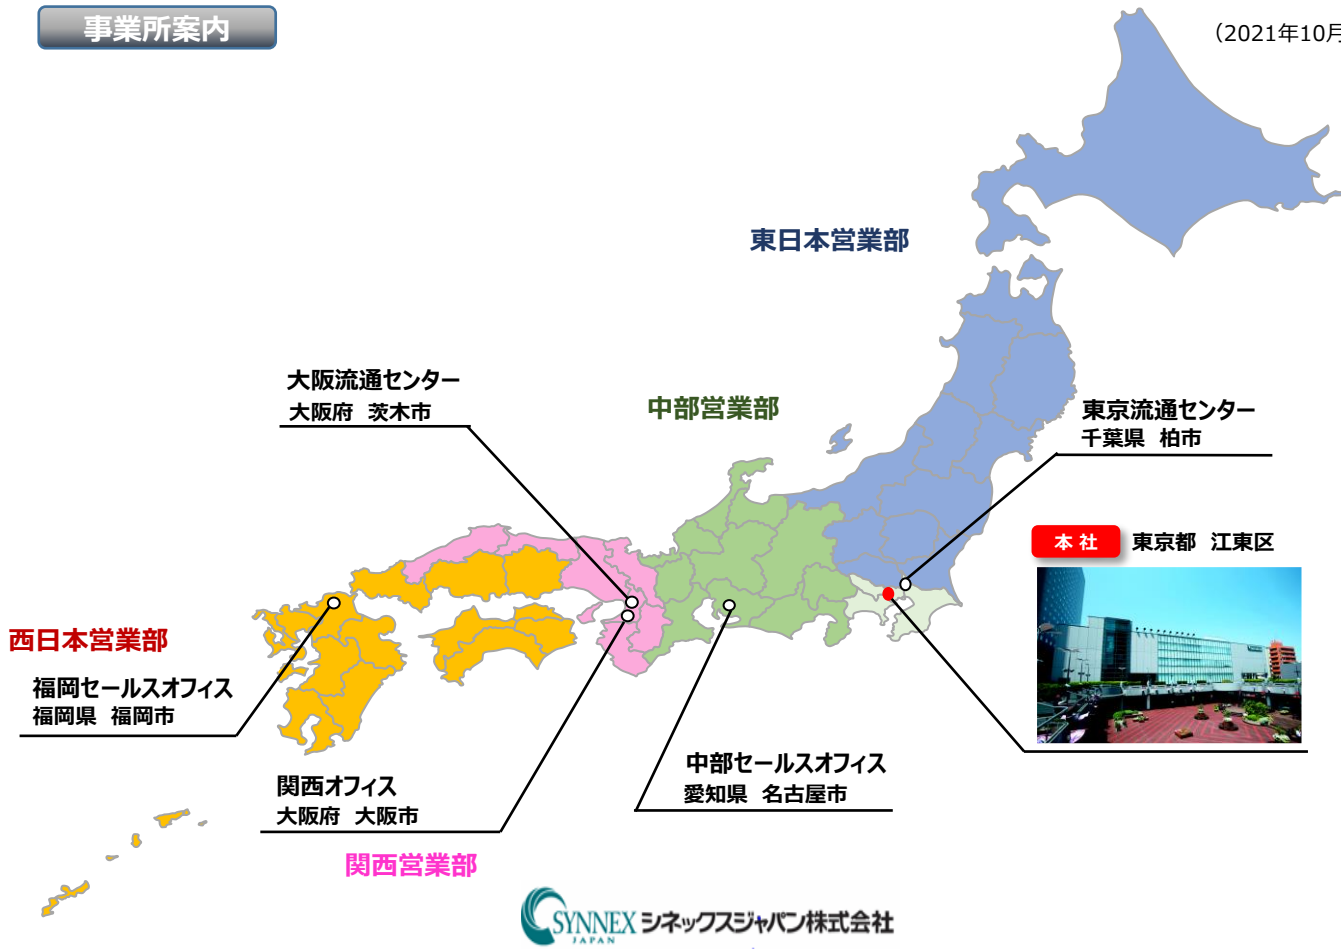 事業所案内
（2021年10月
東日本営業部
大阪流通センター
大阪府 茨木市
中部営業部
東京流通センター
千葉県 柏市
本社 東京都 江東区
西日本営業部
福岡セールスオフィス
福岡県 福岡市
中部セールスオフィス
愛知県 名古屋市
関西オフィス
大阪府 大阪市
関西営業部
SYNNEX シネックスジャパン株式会社
JAPAN